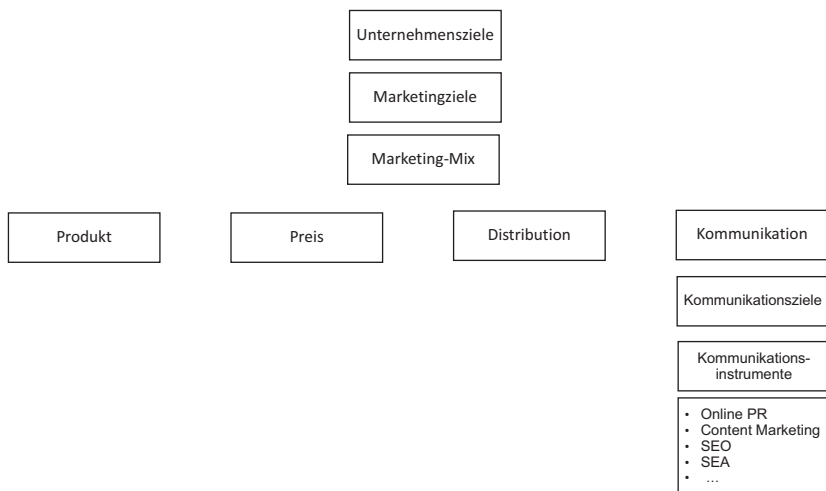 Unternehmensziele
Marketingziele
Marketing-Mix
Produkt
Preis
Distribution
Kommunikation
Kommunikationsziele
Kommunikations-
instrumente
• Online PR
• Content Marketing
• SEO
• SEA
• ...